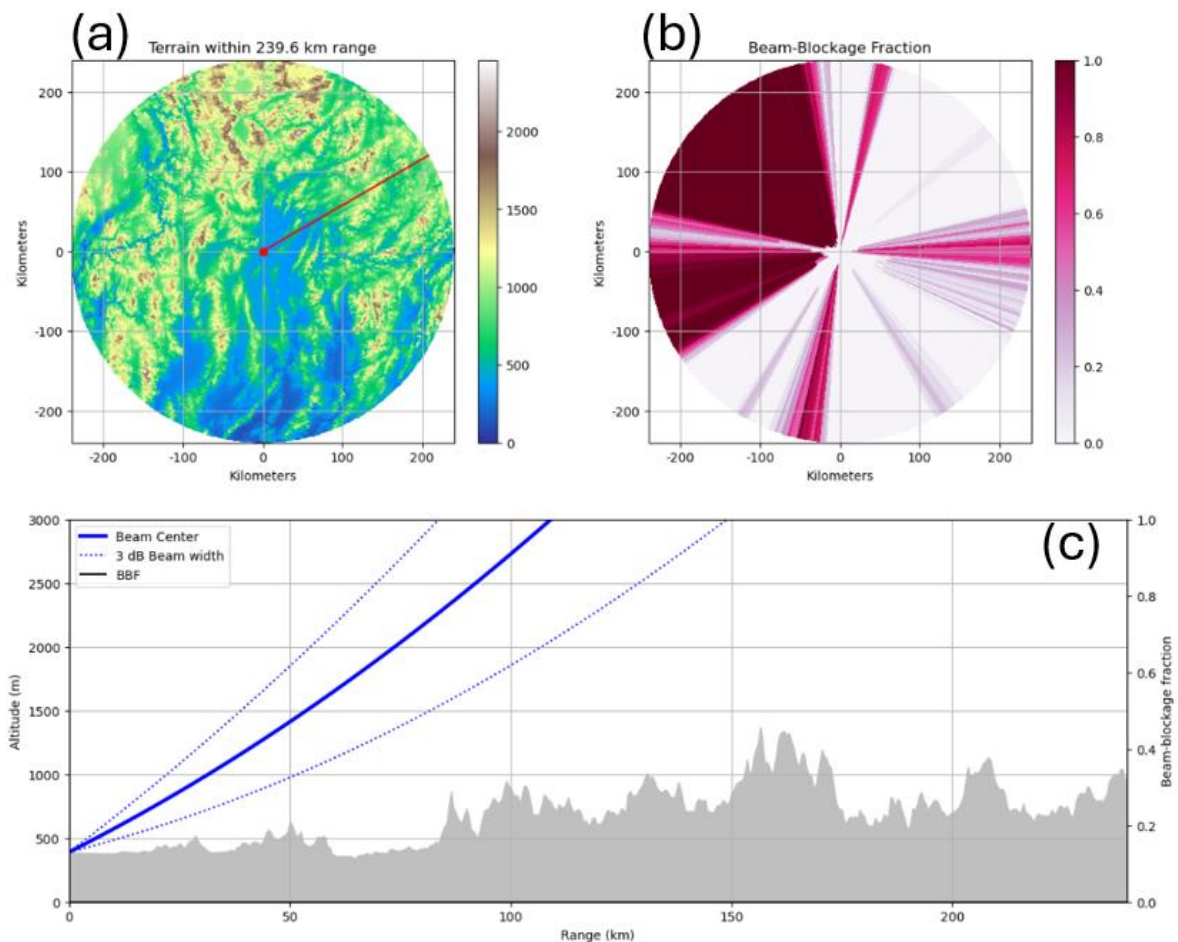 (a)
Terrain within 239.6 km range
200
100
0
-100
-200
Kilometers
-200 -100 0 100 200
Kilometers
2000
1500
1000
500
0
(b)
Beam-Blockage Fraction
200
100
0
-100
-200
Kilometers
-200 -100 0 100 200
Kilometers
1.0
0.8
0.6
0.4
0.2
0.0
(c)
Beam Center
3 dB Beam width
BBF
3000
2500
2000
1500
1000
500
0
Altitude (m)
0 50 100 150 200
Range (km)
1.0
0.8
0.6
0.4
0.2
0.0
Beam-blockage fraction